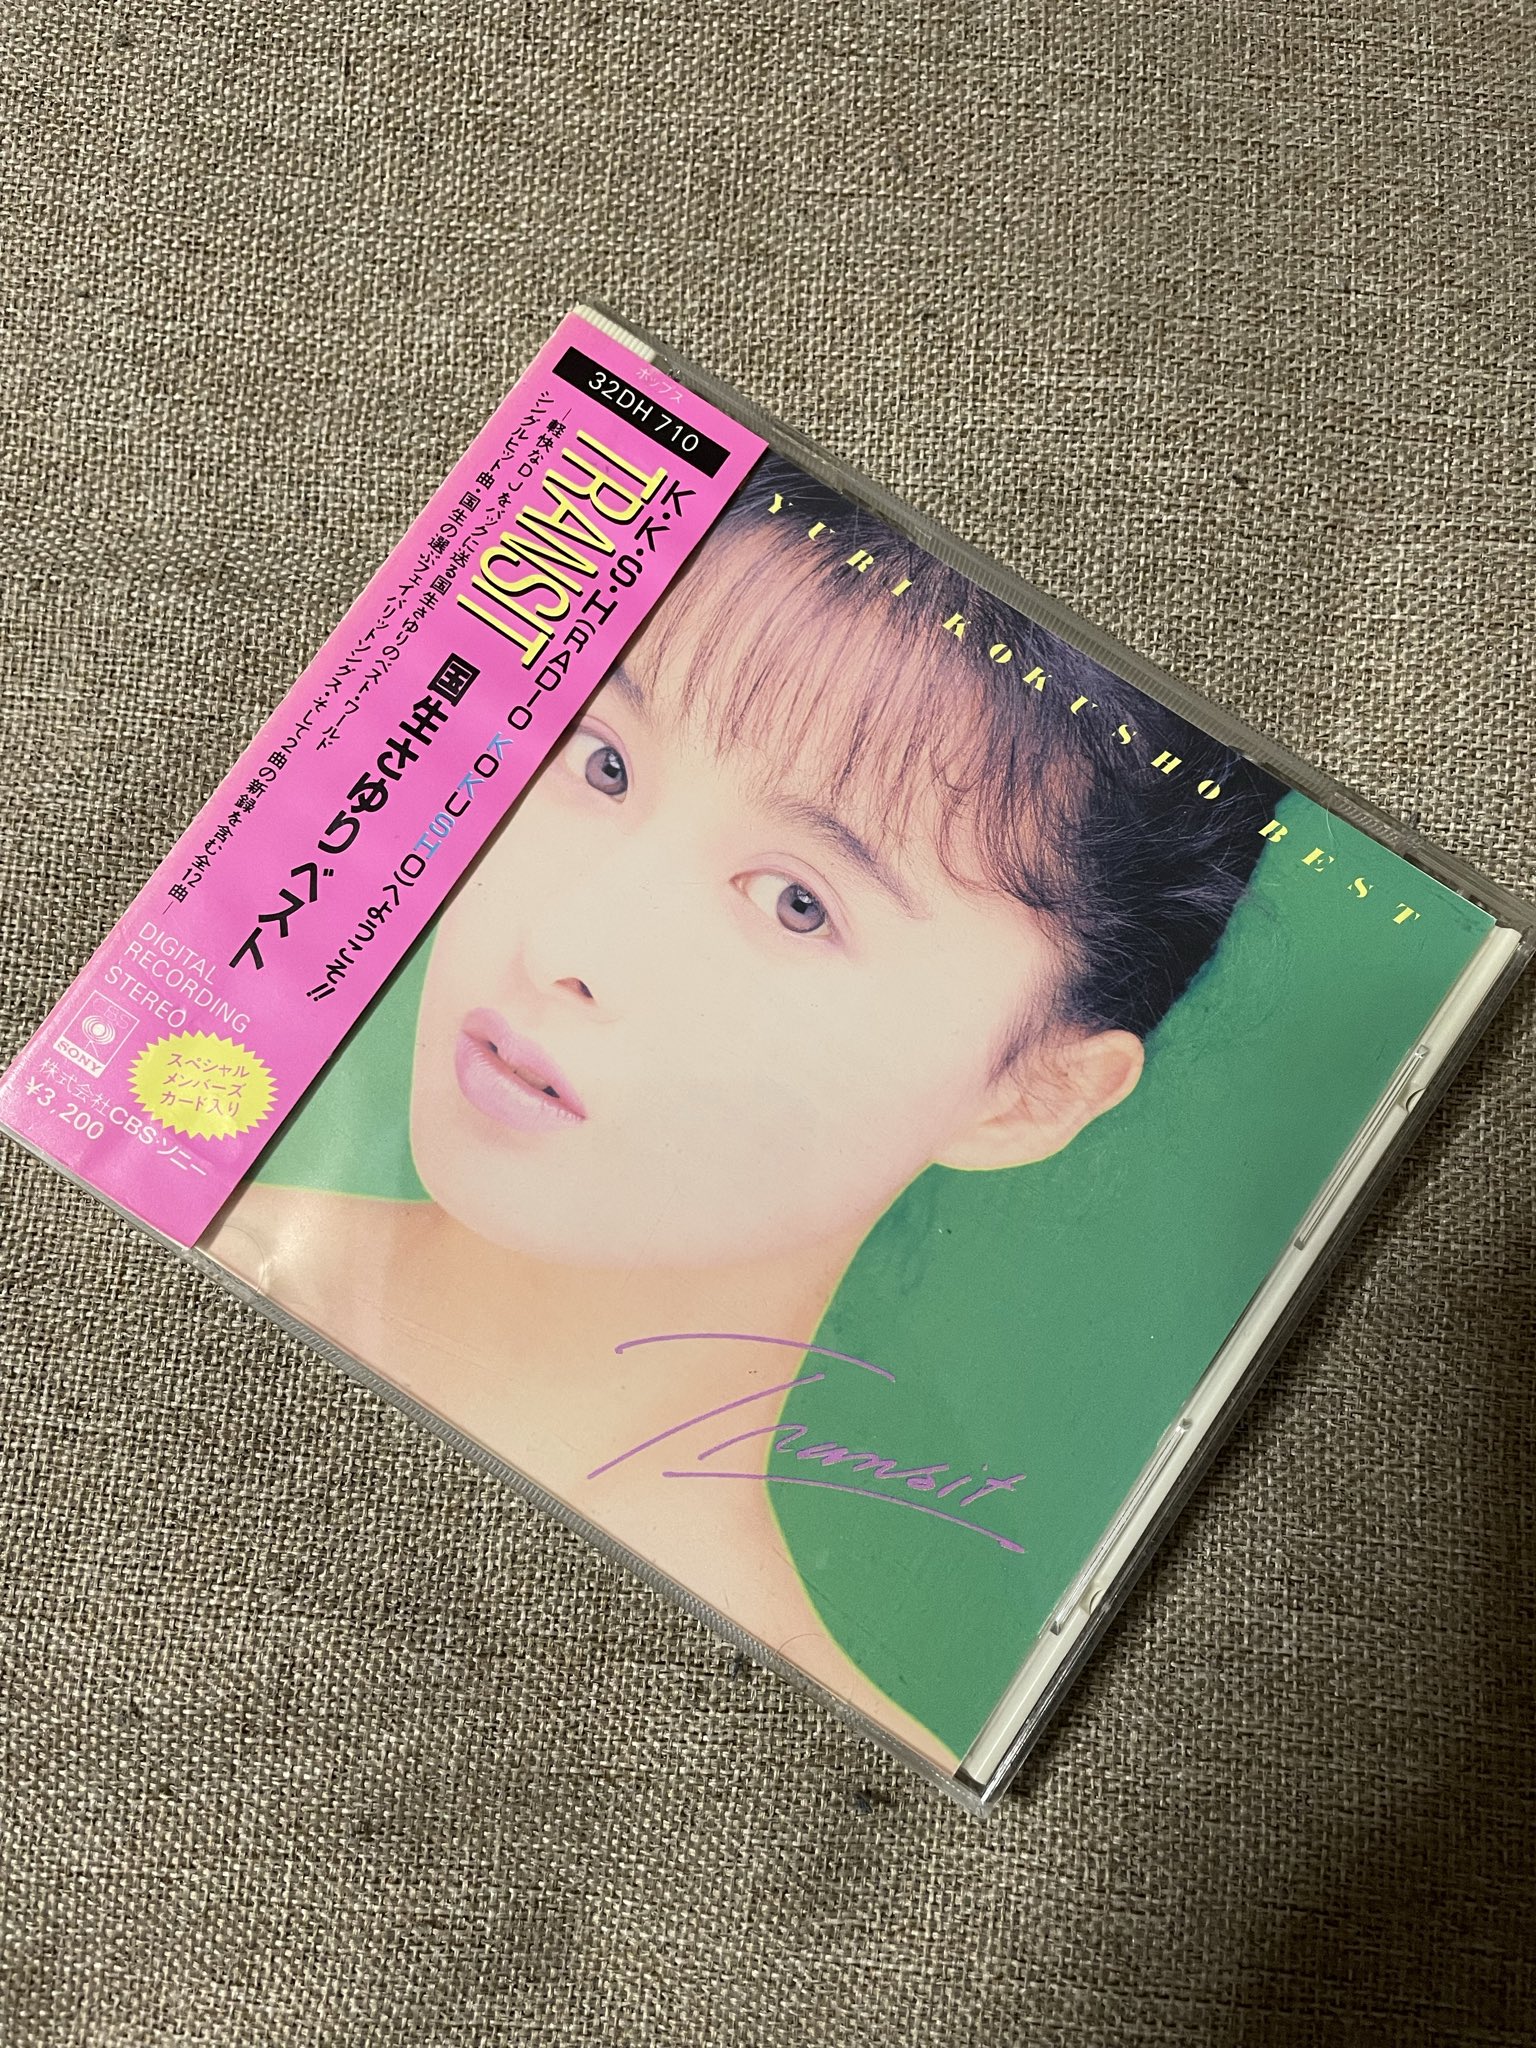 ポップス
32DH 710
K・K・S・H(RADIO KOKUSHO)へようこそ!!
TRANSIT
国生さゆり ベスト
―軽快なDJをバックに送る国生さゆりのベスト・ワールド
シングルヒット曲・国生の選ぶフェイバリットソングス・そして2曲の新録を含む全12曲―
DIGITAL
RECORDING
STEREO
CBS
SONY
スペシャル
メンバーズ
カード入り
株式会社CBS・ソニー
¥3,200
YURI KOKUSHO BEST
Transit